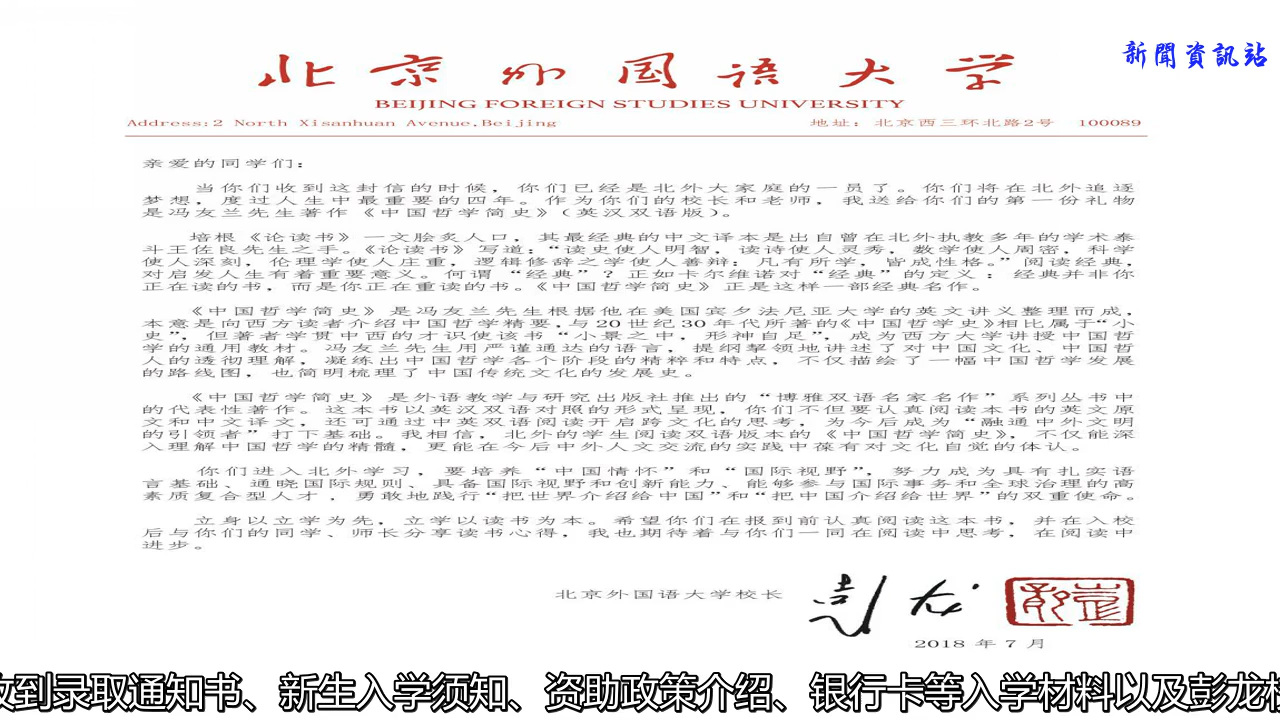 新聞資訊站
北京外国语大学
BEIJING FOREIGN STUDIES UNIVERSITY
Address:2 North Xisanhuan Avenue,Beijing 地址：北京西三环北路2号 100089
亲爱的同学们：
当你们收到这封信的时候，你们已经是北外大家庭的一员了。你们将在北外追逐
梦想，度过人生中最重要的四年。作为你们的校长和老师，我送给你们的第一份礼物
是冯友兰先生著作《中国哲学简史》（英汉双语版）。
培根《论读书》一文脍炙人口，其最经典的中文译本是出自曾在北外执教多年的学术泰
斗王佐良先生之手。《论读书》写道：“读史使人明智，读诗使人灵秀，数学使人周密，科学
使人深刻，伦理学使人庄重，逻辑修辞之学使人善辩：凡有所学，皆成性格。”阅读经典，
对启发人生有着重要意义。何谓“经典”？正如卡尔维诺对“经典”的定义：经典并非你
正在读的书，而是你正在重读的书。《中国哲学简史》正是这样一部经典名作。
《中国哲学简史》是冯友兰先生根据他在美国宾夕法尼亚大学的英文讲义整理而成，
本意是向西方读者介绍中国哲学精要，与20世纪30年代所著的《中国哲学史》相比属于“小
史”，但著者学贯中西的才识使该书“小景之中，形神自足”，成为西方大学讲授中国哲
学的通用教材。冯友兰先生用严谨通达的语言，提纲挈领地讲述了对中国文化、中国哲
人的透彻理解，凝练出中国哲学各个阶段的精粹和特点，不仅描绘了一幅中国哲学发展
的路线图，也简明梳理了中国传统文化的发展史。
《中国哲学简史》是外语教学与研究出版社推出的“博雅双语名家名作”系列丛书中
的代表性著作。这本书以英汉双语对照的形式呈现，你们不但要认真阅读本书的英文原
文和中文译文，还可通过中英双语阅读开启跨文化的思考，为今后成为“融通中外文明
的引领者”打下基础。我相信，北外的学生阅读双语版本的《中国哲学简史》，不仅能深
入理解中国哲学的精髓，更能在今后中外人文交流的实践中葆有对文化自觉的体认。
你们进入北外学习，要培养“中国情怀”和“国际视野”，努力成为具有扎实语
言基础、通晓国际规则、具备国际视野和创新能力、能够参与国际事务和全球治理的高
素质复合型人才，勇敢地践行“把世界介绍给中国”和“把中国介绍给世界”的双重使命。
立身以立学为先，立学以读书为本。希望你们在报到前认真阅读这本书，并在入校
后与你们的同学、师长分享读书心得，我也期待着与你们一同在阅读中思考，在阅读中
进步。
北京外国语大学校长 彭龙
2018 年 7 月
收到录取通知书、新生入学须知、资助政策介绍、银行卡等入学材料以及彭龙校